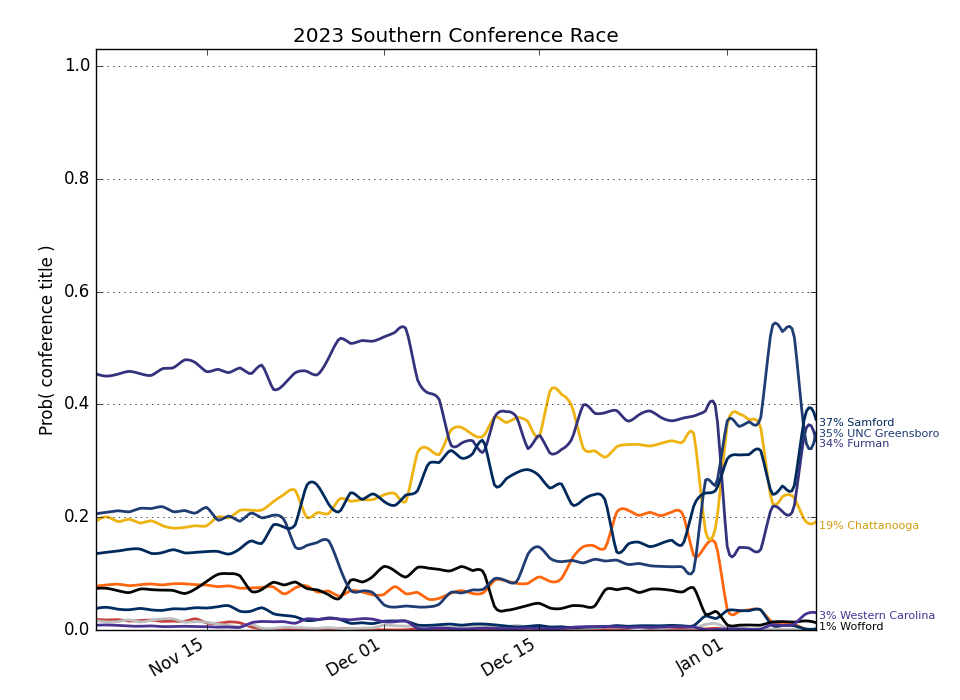 2023 Southern Conference Race
Prob( conference title )
1.0
0.8
0.6
0.4
0.2
0.0
Nov 15
Dec 01
Dec 15
Jan 01
37% Samford
35% UNC Greensboro
34% Furman
19% Chattanooga
3% Western Carolina
1% Wofford